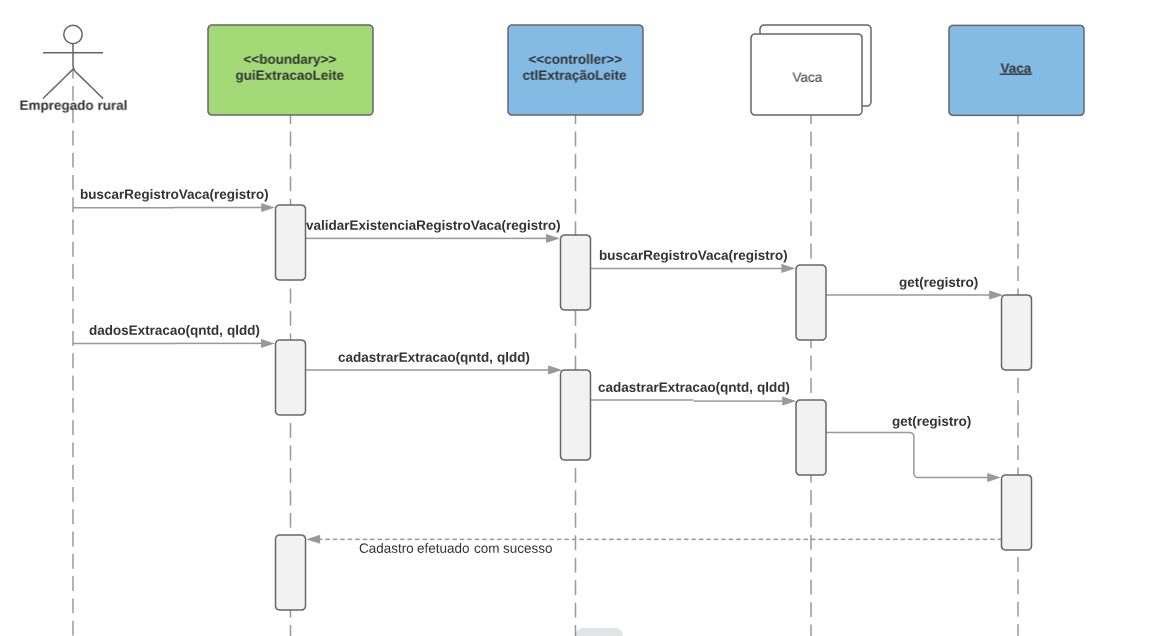 Empregado rural
<<boundary>>
guiExtracaoLeite
<<controller>>
ctlExtraçãoLeite
Vaca
Vaca
buscarRegistroVaca(registro)
validarExistenciaRegistroVaca(registro)
buscarRegistroVaca(registro)
get(registro)
dadosExtracao(qntd, qldd)
cadastrarExtracao(qntd, qldd)
cadastrarExtracao(qntd, qldd)
get(registro)
Cadastro efetuado com sucesso